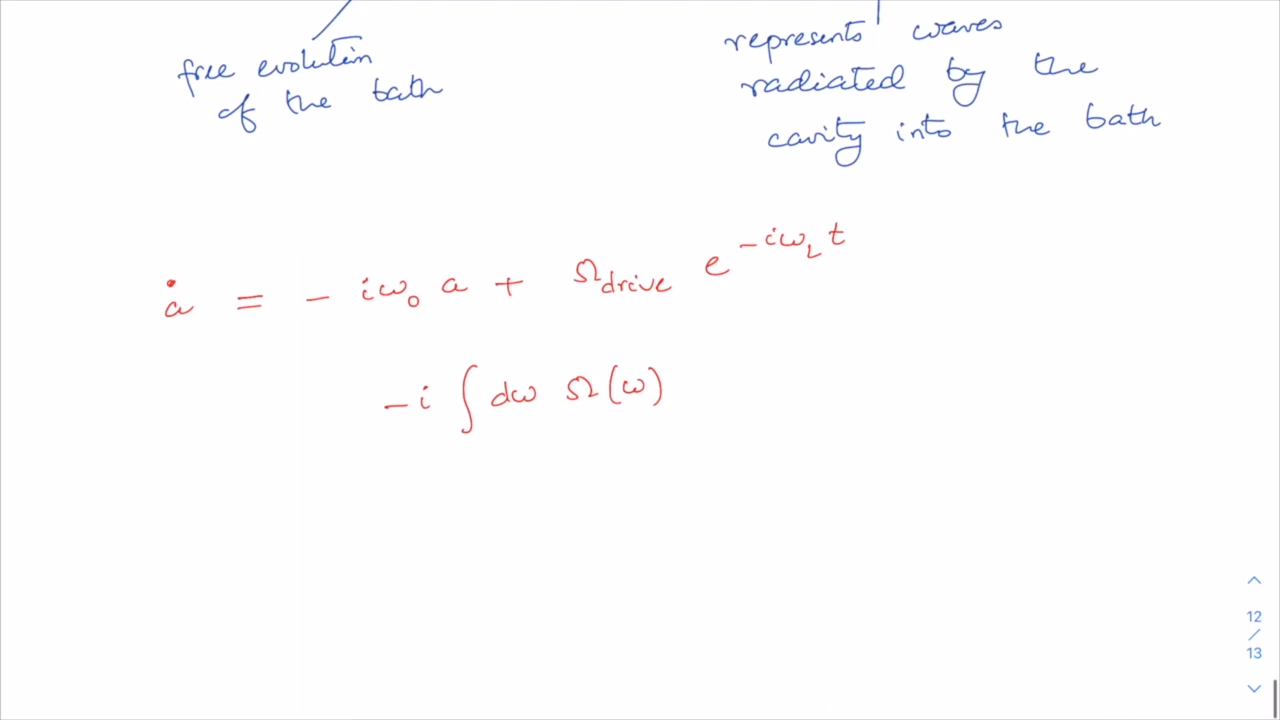 free evolution
of the bath
represents waves
radiated by the
cavity into the bath
ȧ = - iω₀ a + Ω_drive e^{-iω_L t}
-i ∫ dω Ω(ω)
12
/
13